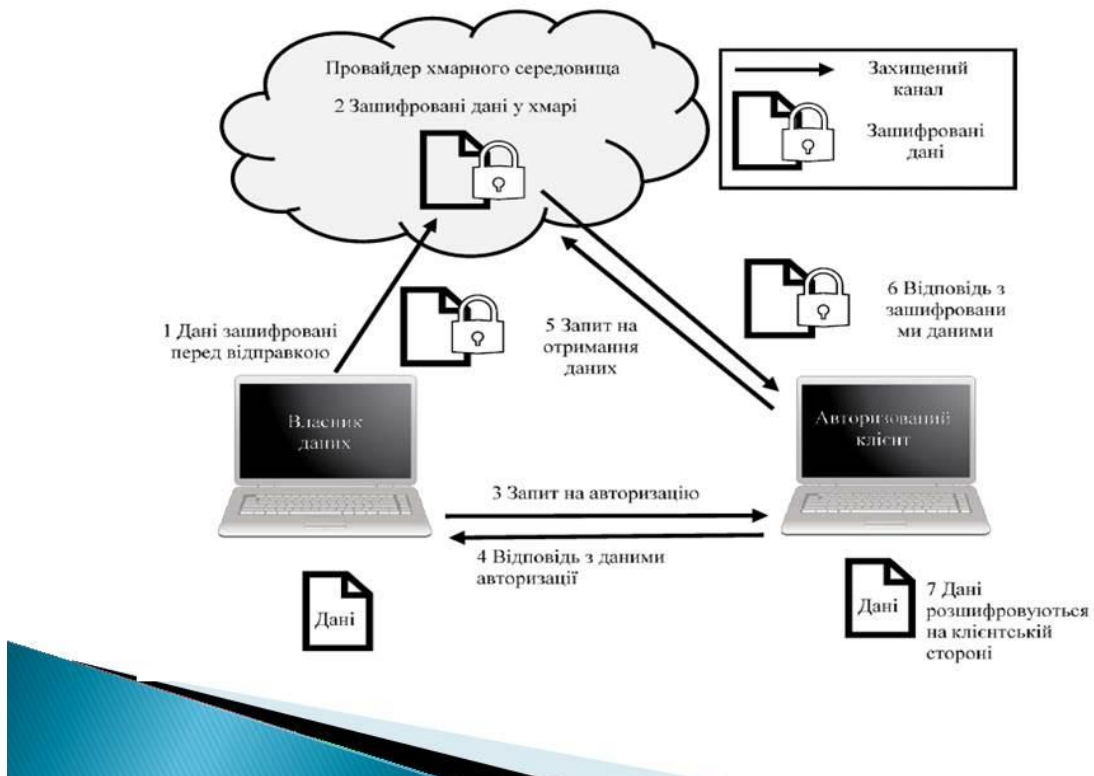 Провайдер хмарного середовища
2 Зашифровані дані у хмарі
Захищений
канал
Зашифровані
дані
1 Дані зашифровані
перед відправкою
5 Запит на
отримання
даних
6 Відповідь з
зашифровани
ми даними
Власник
даних
Авторизований
клієнт
3 Запит на авторизацію
4 Відповідь з даними
авторизації
Дані
Дані
7 Дані
розшифровуються
на клієнтській
стороні